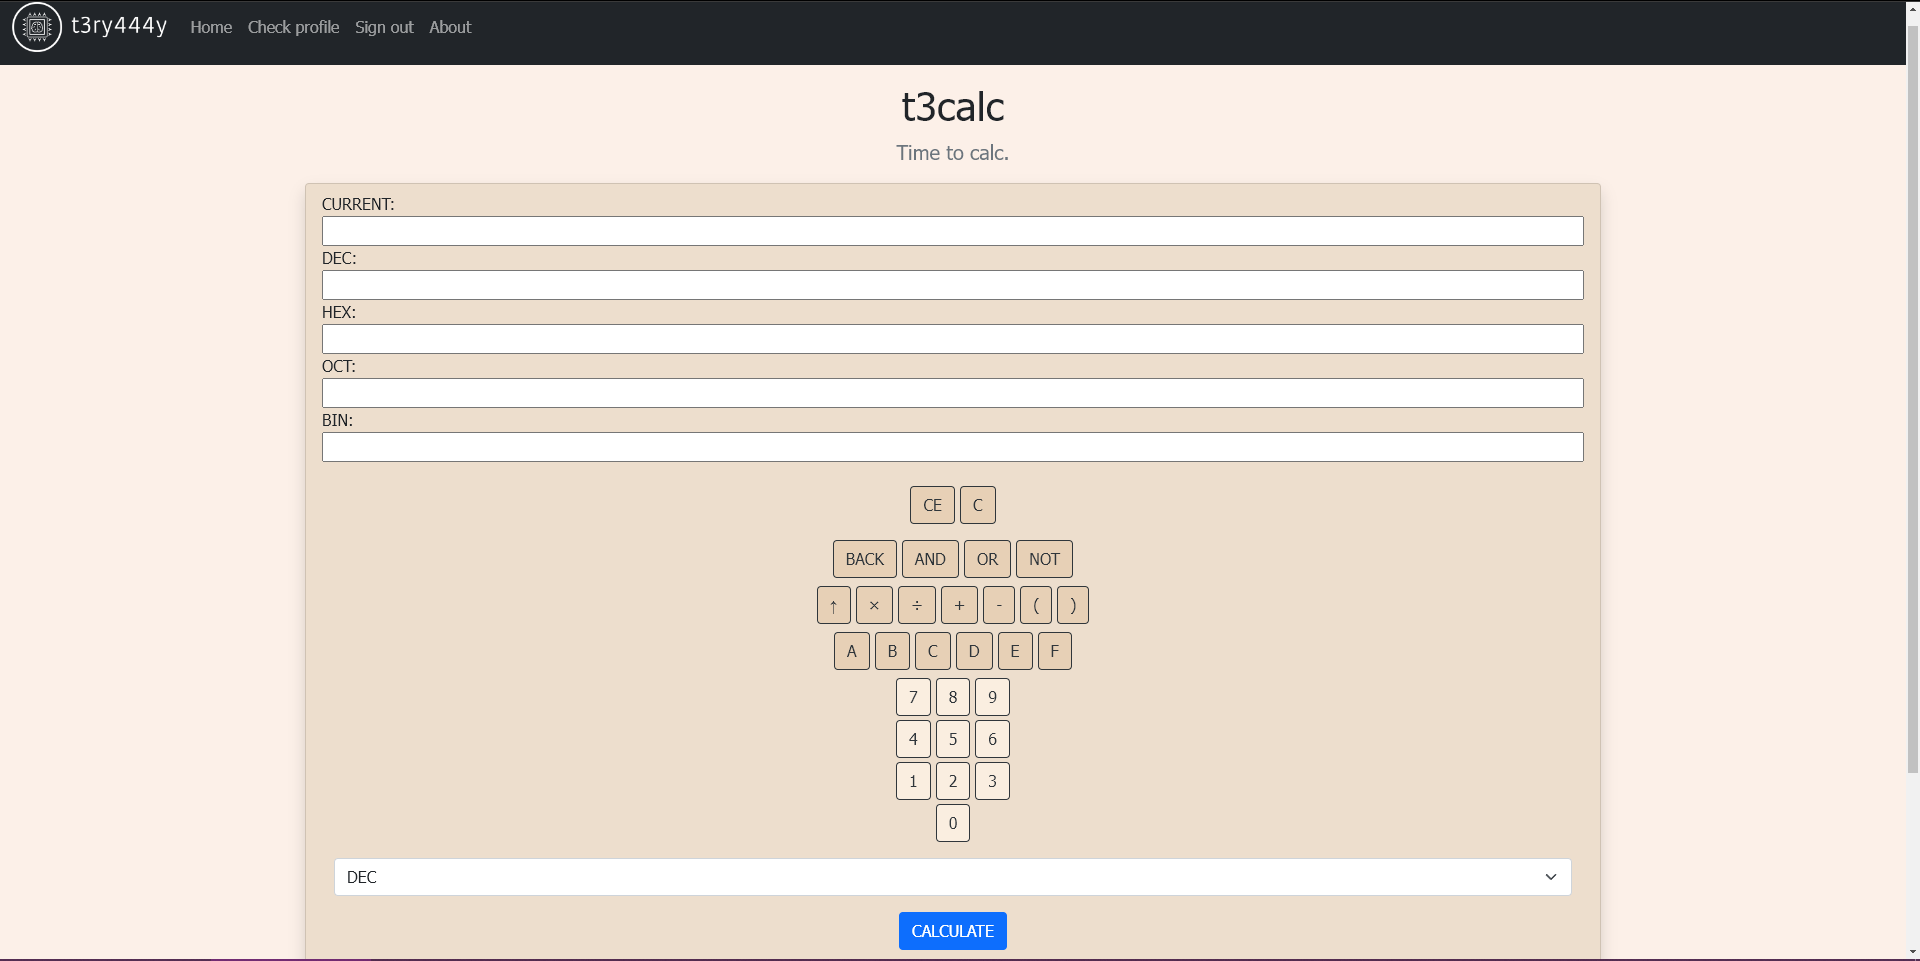 t3ry444y Home Check profile Sign out About
t3calc
Time to calc.
CURRENT:
DEC:
HEX:
OCT:
BIN:
CE C
BACK AND OR NOT
↑ × ÷ + - ( )
A B C D E F
7 8 9
4 5 6
1 2 3
0
DEC
CALCULATE